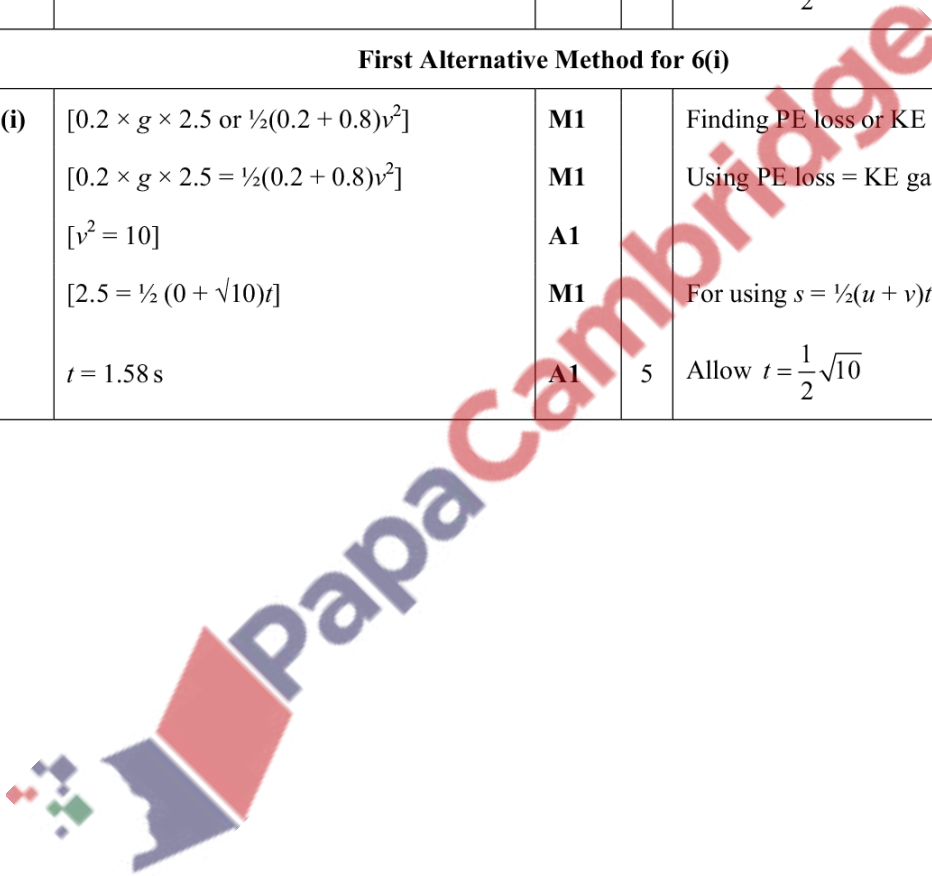 2
First Alternative Method for 6(i)
(i) [0.2 × g × 2.5 or ½(0.2 + 0.8)v²] M1 Finding PE loss or KE
[0.2 × g × 2.5 = ½(0.2 + 0.8)v²] M1 Using PE loss = KE ga
[v² = 10] A1
[2.5 = ½ (0 + √10)t] M1 For using s = ½(u + v)t
t = 1.58 s A1 5 Allow t = 1/2 √10
PapaCambridge